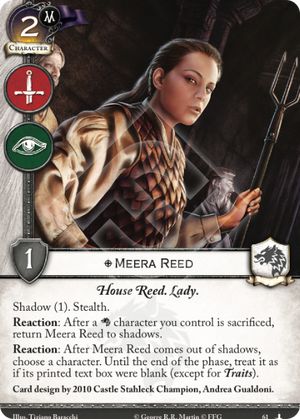 2
CHARACTER
1
MEERA REED
House Reed. Lady.
Shadow (1). Stealth.
Reaction: After a character you control is sacrificed,
return Meera Reed to shadows.
Reaction: After Meera Reed comes out of shadows,
choose a character. Until the end of the phase, treat it as
if its printed text box were blank (except for Traits).
Card design by 2010 Castle Stahleck Champion, Andrea Gualdoni.
Illus. Tiziano Baracchi
© George R.R. Martin © FFG
61